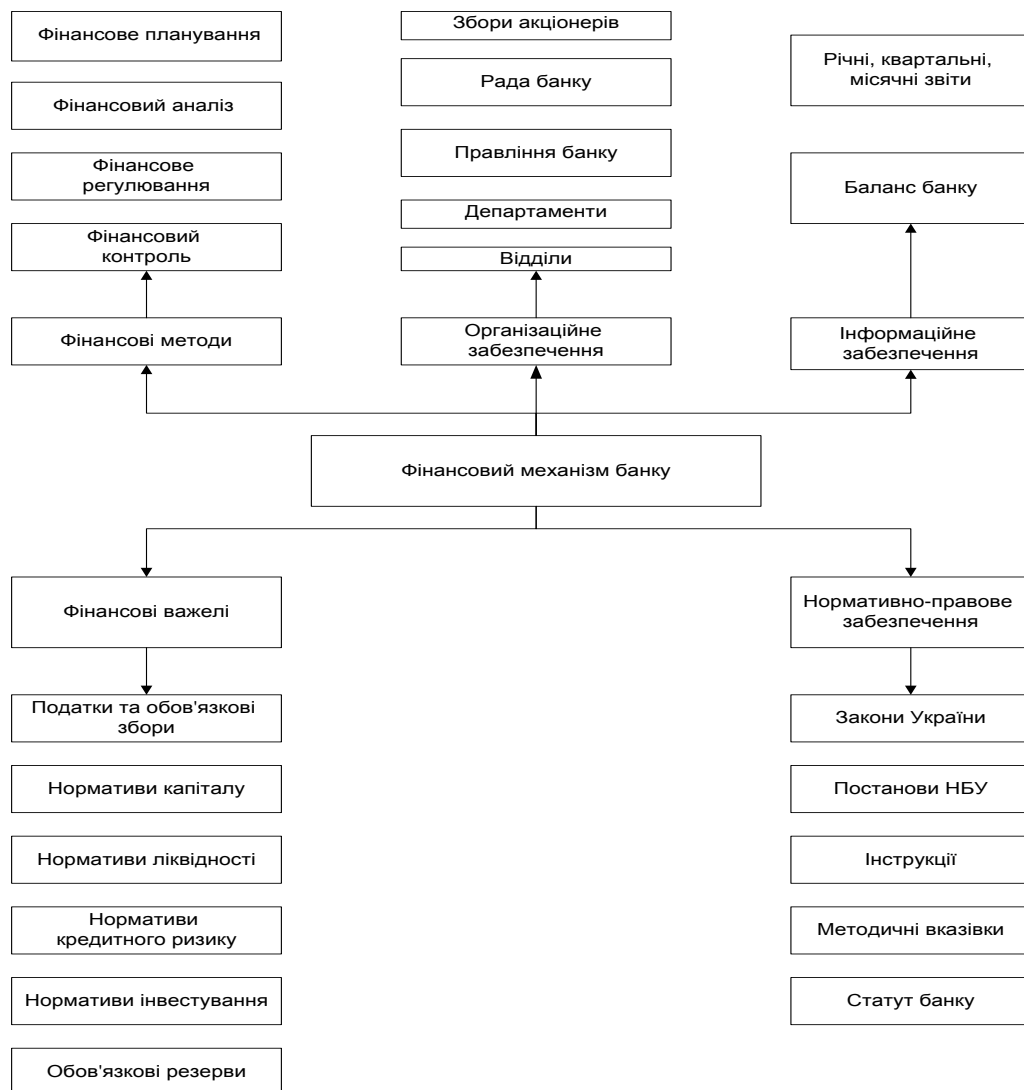 Фінансове планування
Фінансовий аналіз
Фінансове
регулювання
Фінансовий
контроль
Фінансові методи
Збори акціонерів
Рада банку
Правління банку
Департаменти
Відділи
Організаційне
забезпечення
Річні, квартальні,
місячні звіти
Баланс банку
Інформаційне
забезпечення
Фінансовий механізм банку
Фінансові важелі
Податки та обов'язкові
збори
Нормативи капіталу
Нормативи ліквідності
Нормативи
кредитного ризику
Нормативи інвестування
Обов'язкові резерви
Нормативно-правове
забезпечення
Закони України
Постанови НБУ
Інструкції
Методичні вказівки
Статут банку